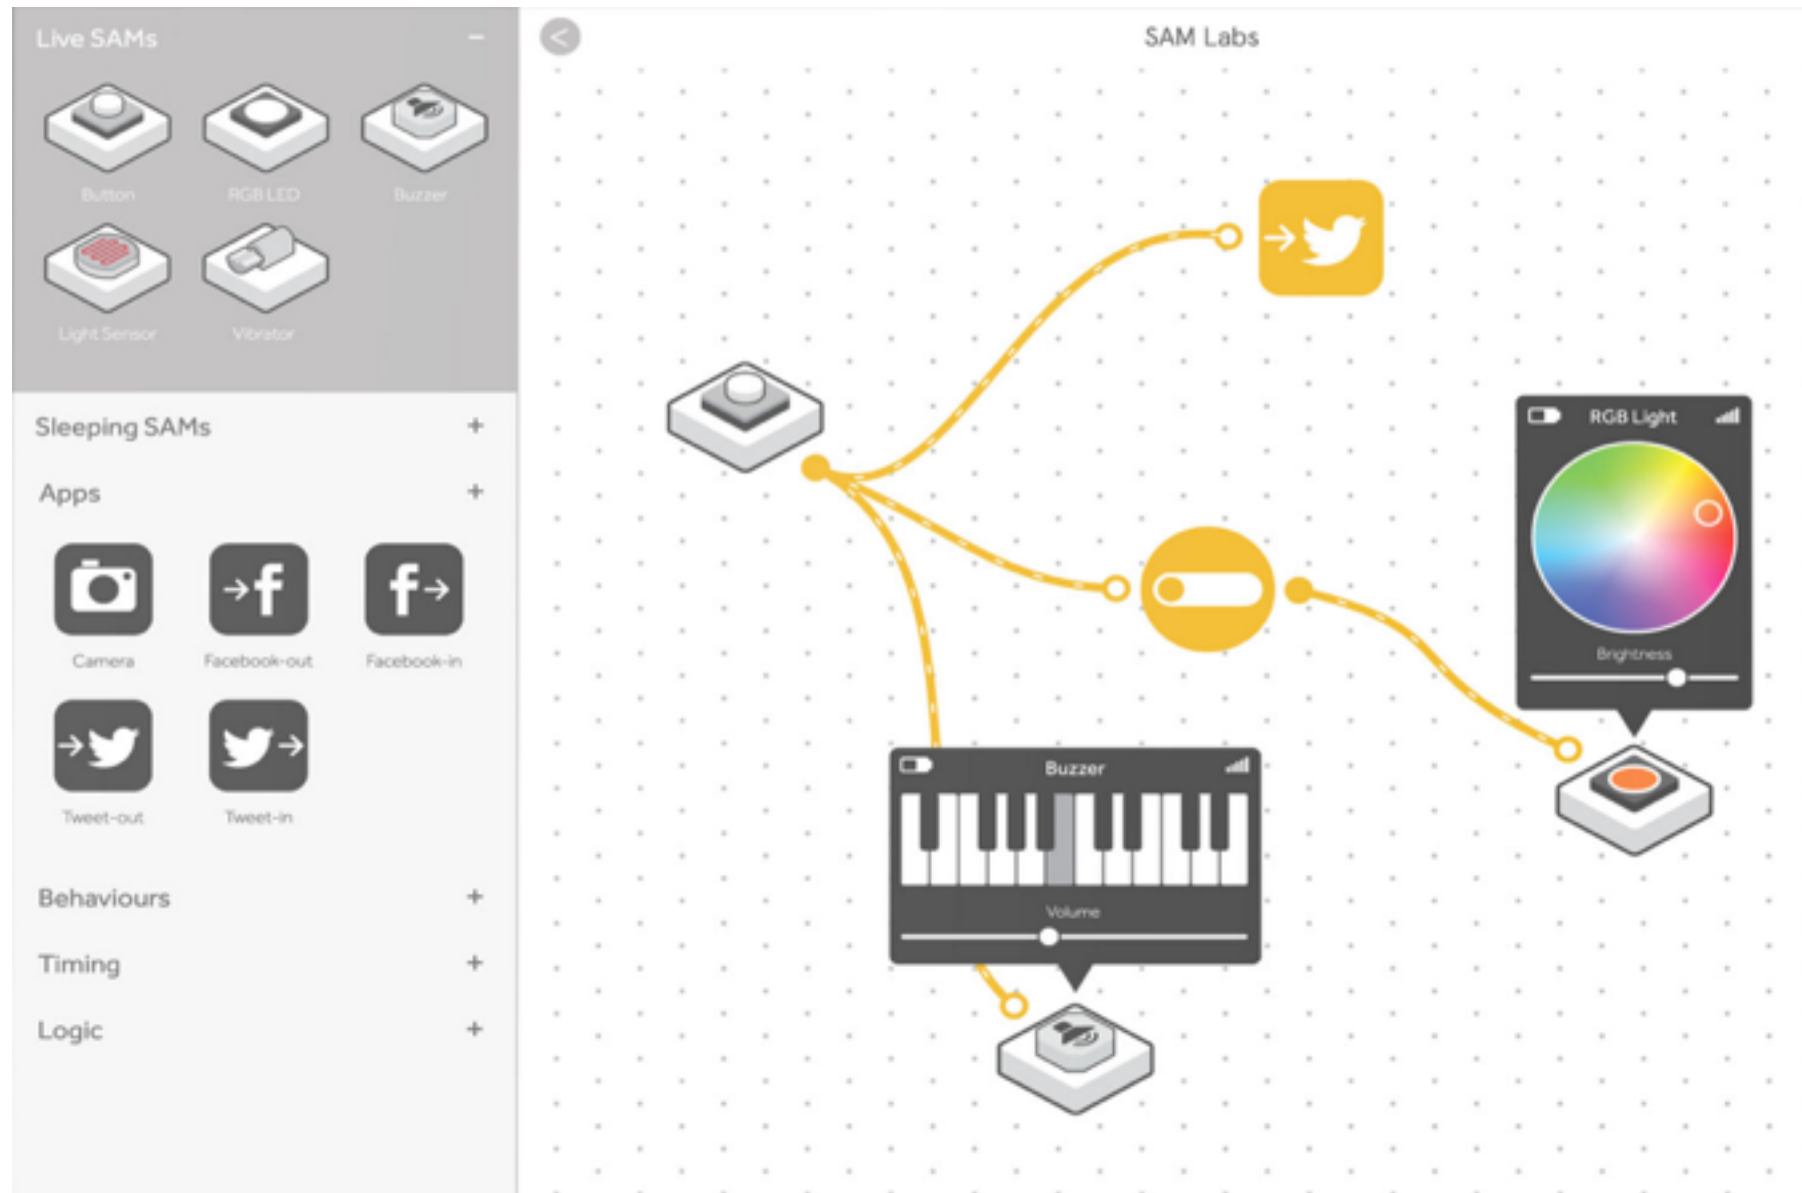 Live SAMs
Button
RGB LED
Buzzer
Light Sensor
Vibrator
Sleeping SAMs
Apps
Camera
Facebook-out
Facebook-in
Tweet-out
Tweet-in
Behaviours
Timing
Logic
SAM Labs
RGB Light
Brightness
Buzzer
Volume